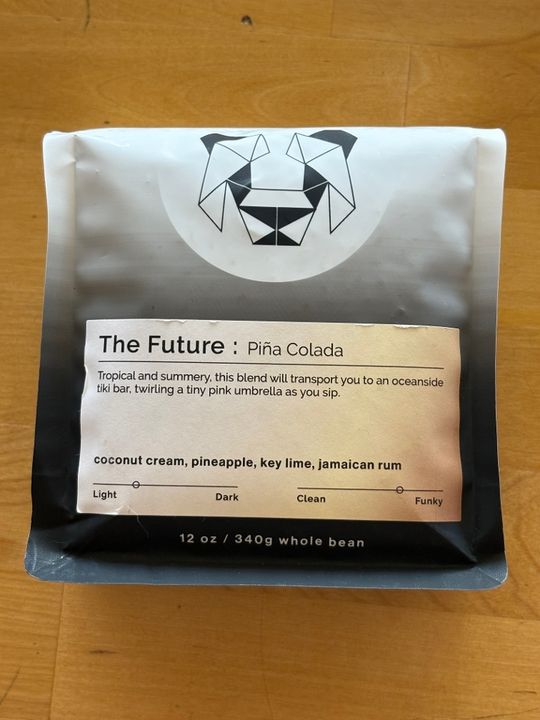 The Future : Piña Colada
Tropical and summery, this blend will transport you to an oceanside
tiki bar, twirling a tiny pink umbrella as you sip.
coconut cream, pineapple, key lime, jamaican rum
Light Dark Clean Funky
12 oz / 340g whole bean